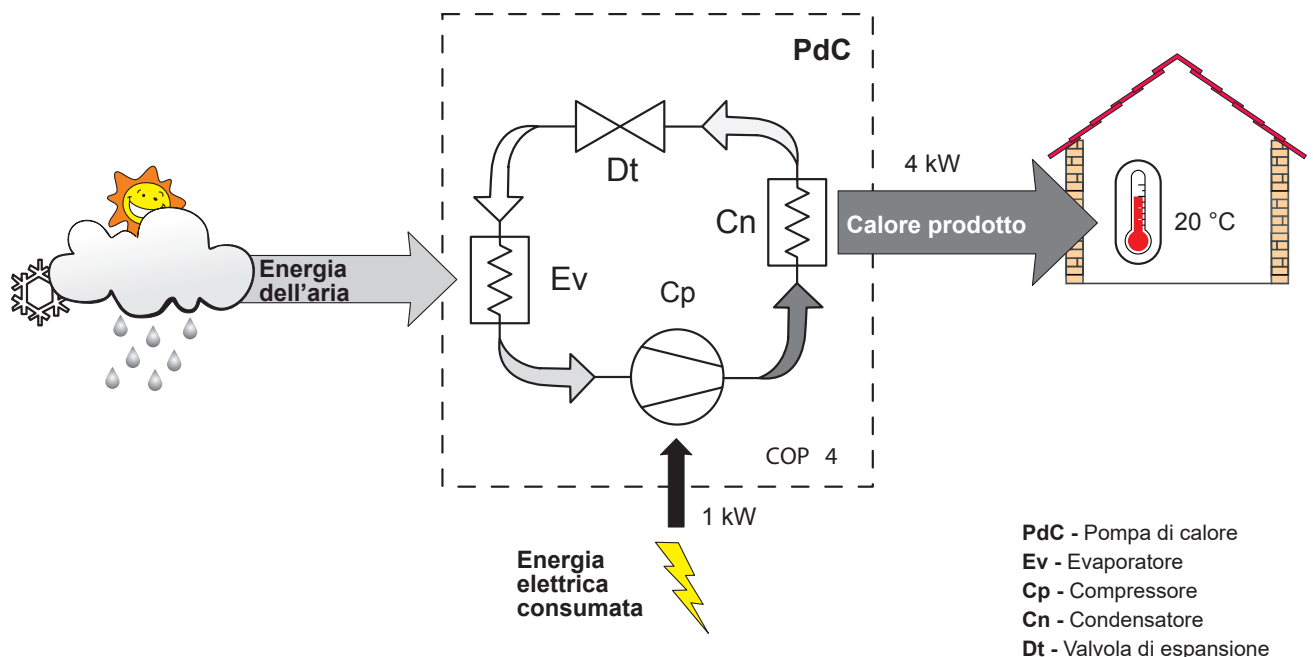 PdC
Dt
4 kW
Cn
Calore prodotto
20 °C
Energia
dell’aria
Ev
Cp
COP 4
1 kW
Energia
elettrica
consumata
PdC - Pompa di calore
Ev - Evaporatore
Cp - Compressore
Cn - Condensatore
Dt - Valvola di espansione